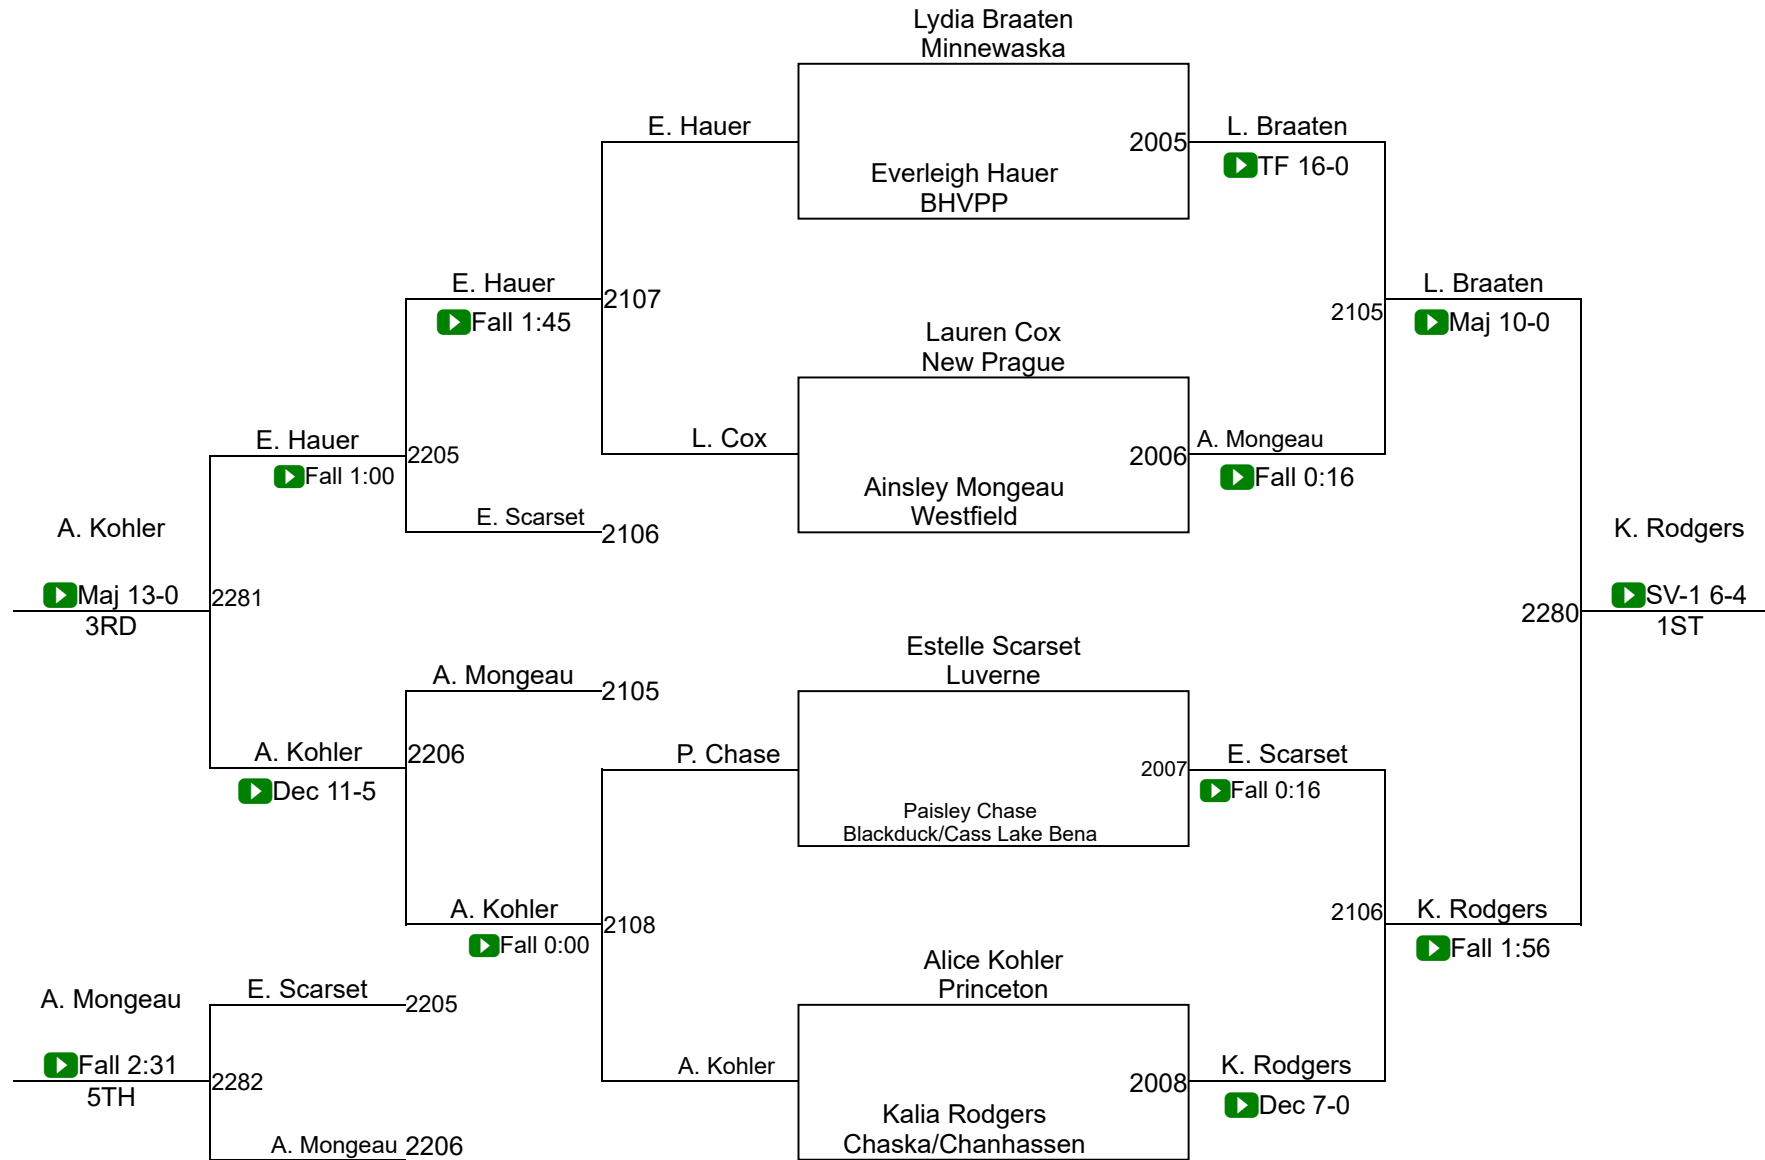 Lydia Braaten
Minnewaska
E. Hauer
2005
L. Braaten
TF 16-0
Everleigh Hauer
BHVPP
E. Hauer
2107
Fall 1:45
2105
L. Braaten
Maj 10-0
Lauren Cox
New Prague
E. Hauer
2205
Fall 1:00
L. Cox
2006
A. Mongeau
Fall 0:16
Ainsley Mongeau
Westfield
E. Scarset
2106
A. Kohler
Maj 13-0
3RD
2281
K. Rodgers
2280
SV-1 6-4
1ST
Estelle Scarset
Luverne
A. Mongeau
2105
A. Kohler
2206
Dec 11-5
P. Chase
2007
E. Scarset
Fall 0:16
Paisley Chase
Blackduck/Cass Lake Bena
A. Kohler
2108
Fall 0:00
2106
K. Rodgers
Fall 1:56
Alice Kohler
Princeton
A. Mongeau
E. Scarset
2205
Fall 2:31
5TH
2282
A. Kohler
2008
K. Rodgers
Dec 7-0
Kalia Rodgers
Chaska/Chanhassen
A. Mongeau
2206